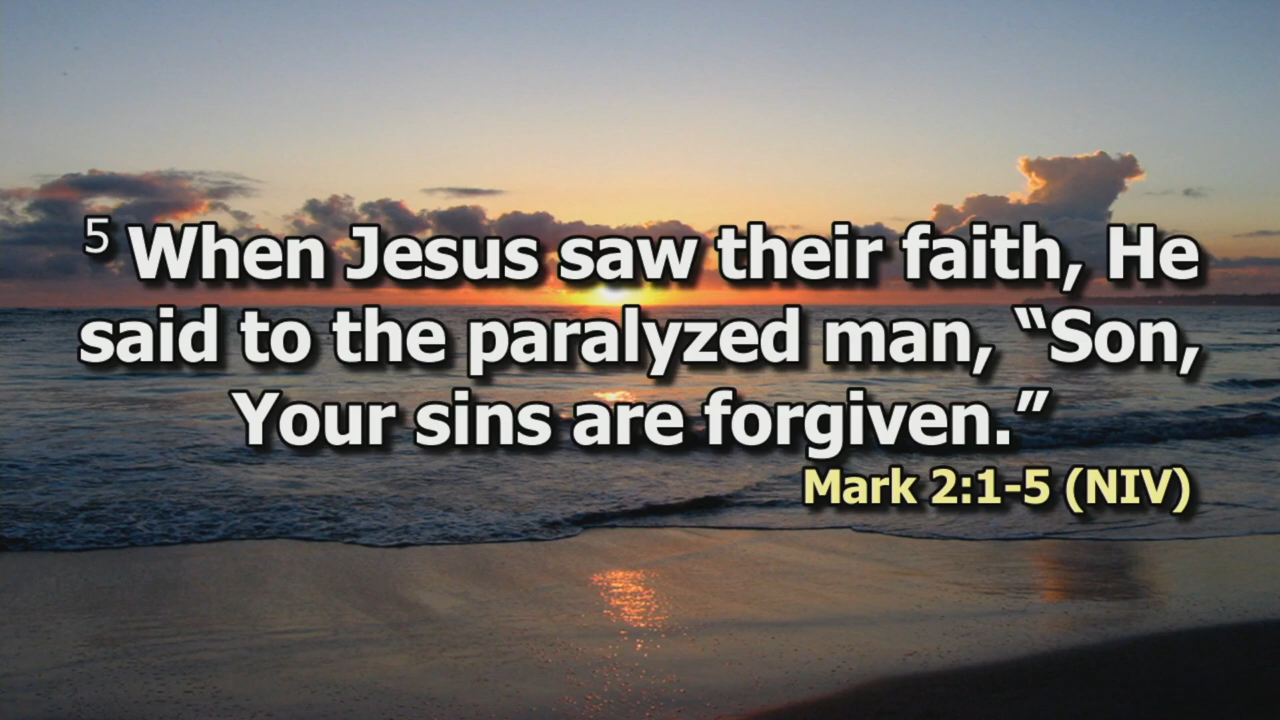 5 When Jesus saw their faith, He
said to the paralyzed man, “Son,
Your sins are forgiven.”
Mark 2:1-5 (NIV)